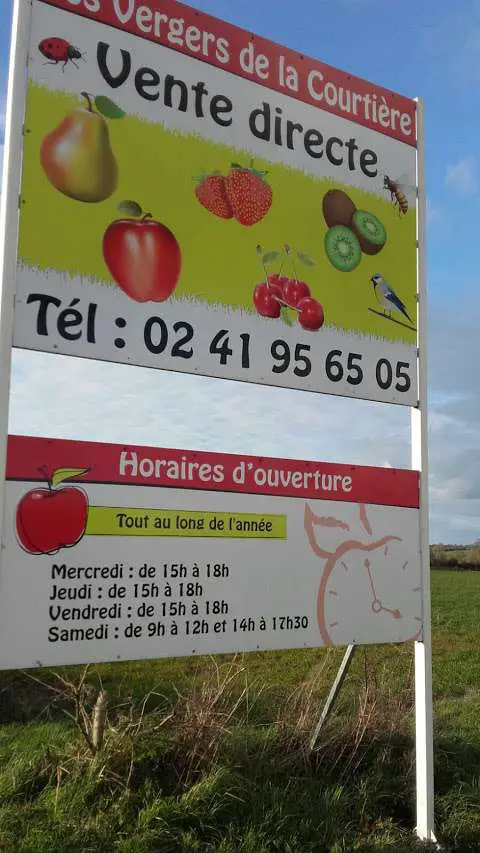 es Vergers de la Courtière
Vente directe
Tél : 02 41 95 65 05
Horaires d'ouverture
Tout au long de l'année
Mercredi : de 15h à 18h
Jeudi : de 15h à 18h
Vendredi : de 15h à 18h
Samedi : de 9h à 12h et 14h à 17h30